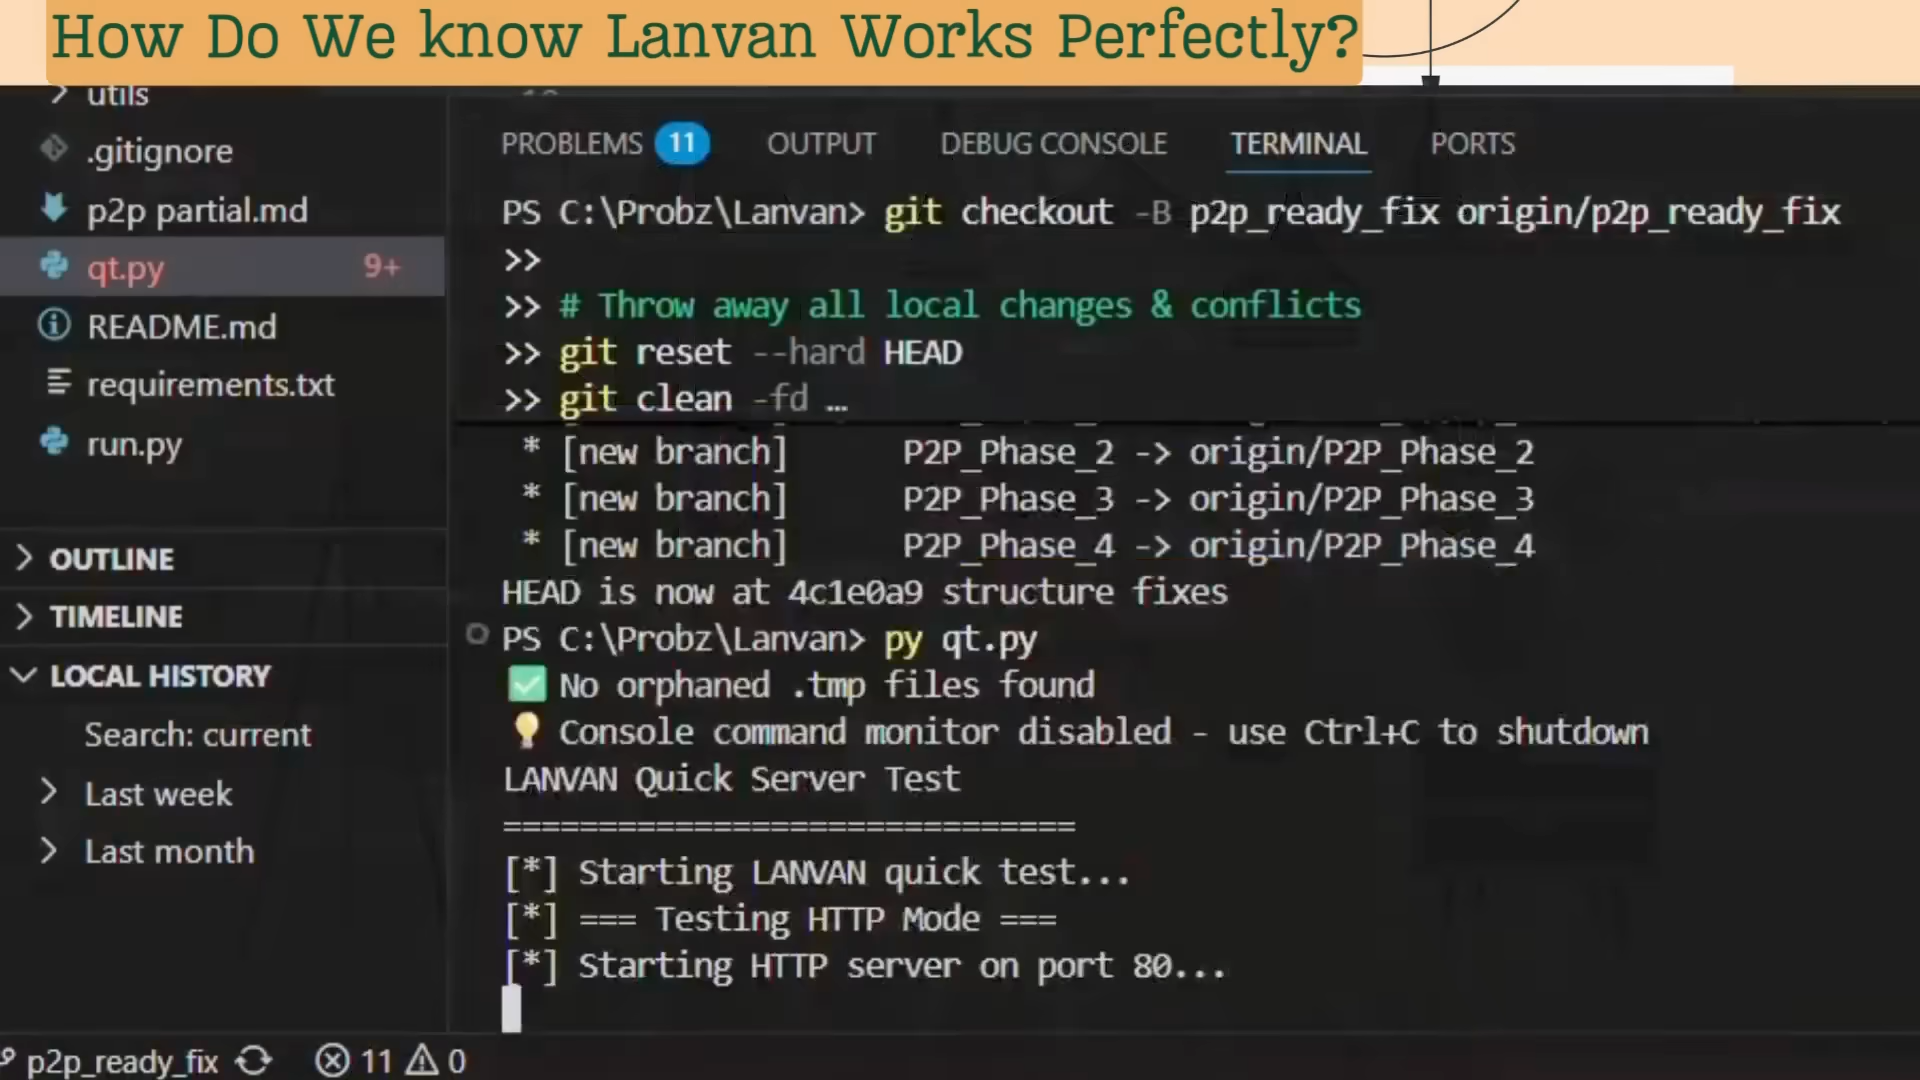 How Do We know Lanvan Works Perfectly?
utils
.gitignore
p2p partial.md
qt.py 9+
README.md
requirements.txt
run.py
OUTLINE
TIMELINE
LOCAL HISTORY
Search: current
Last week
Last month
PROBLEMS 11 OUTPUT DEBUG CONSOLE TERMINAL PORTS
PS C:\Probz\Lanvan> git checkout -B p2p_ready_fix origin/p2p_ready_fix
>>
>> # Throw away all local changes & conflicts
>> git reset --hard HEAD
>> git clean -fd …
* [new branch] P2P_Phase_2 -> origin/P2P_Phase_2
* [new branch] P2P_Phase_3 -> origin/P2P_Phase_3
* [new branch] P2P_Phase_4 -> origin/P2P_Phase_4
HEAD is now at 4c1e0a9 structure fixes
PS C:\Probz\Lanvan> py qt.py
✅ No orphaned .tmp files found
💡 Console command monitor disabled - use Ctrl+C to shutdown
LANVAN Quick Server Test
==============================
[*] Starting LANVAN quick test...
[*] === Testing HTTP Mode ===
[*] Starting HTTP server on port 80...
p2p_ready_fix 11 0